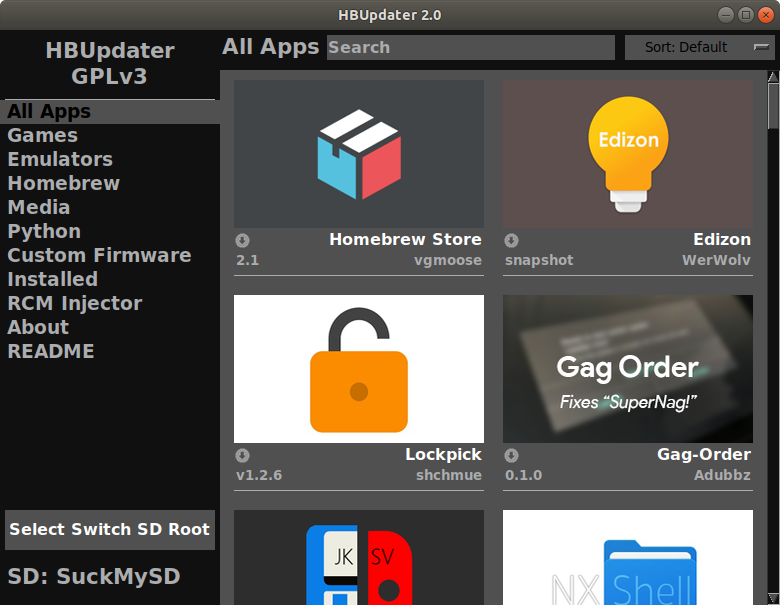 HBUpdater 2.0
HBUpdater
GPLv3
All Apps
Search
Sort: Default
All Apps
Games
Emulators
Homebrew
Media
Python
Custom Firmware
Installed
RCM Injector
About
README
Select Switch SD Root
SD: SuckMySD
Edizon
Homebrew Store
2.1
vgmoose
Edizon
snapshot
WerWolv
Gag Order
Fixes “SuperNag!”
Lockpick
v1.2.6
shchmue
Gag-Order
0.1.0
Adubbz
JK SV
NX Shell